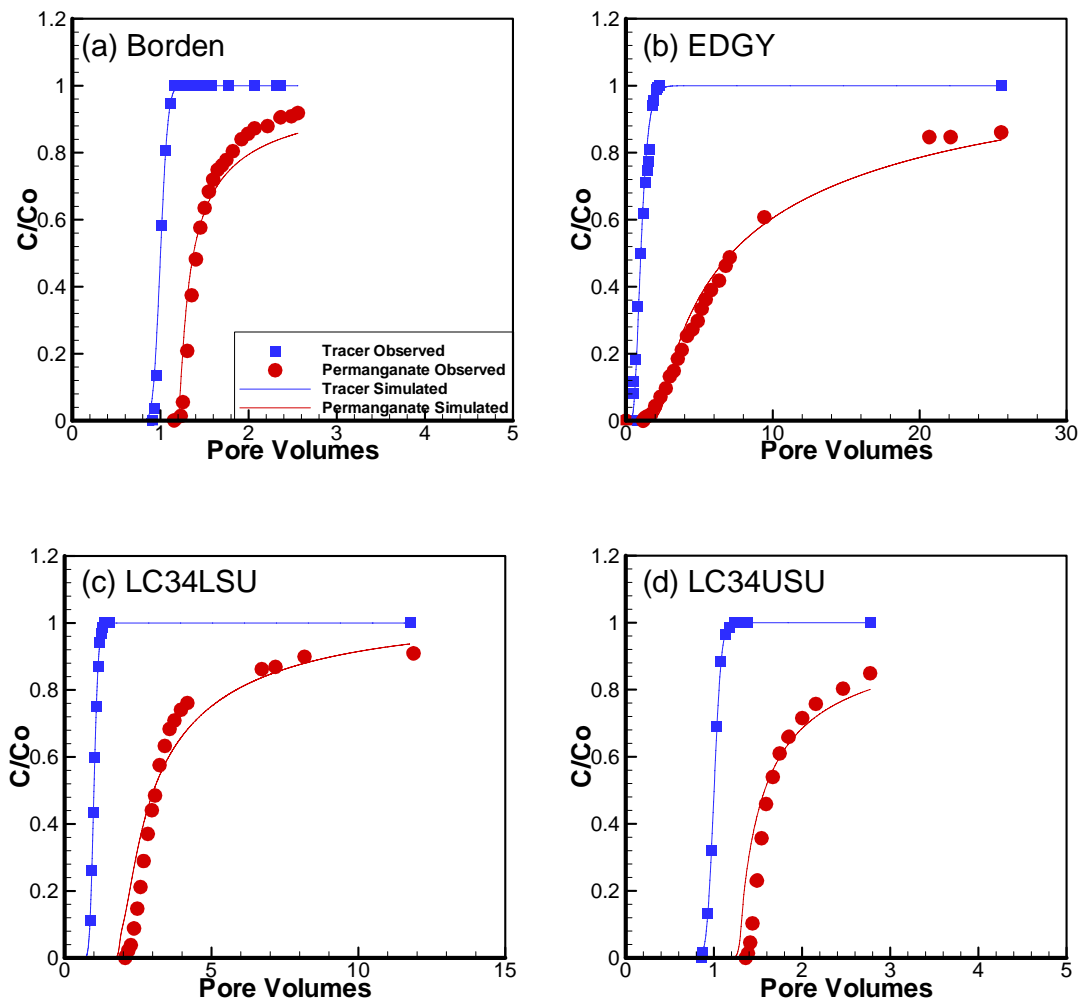 (a) Borden
C/Co
1.2
1
0.8
0.6
0.4
0.2
0
0 1 2 3 4 5
Pore Volumes
Tracer Observed
Permanganate Observed
Tracer Simulated
Permanganate Simulated
(b) EDGY
C/Co
1.2
1
0.8
0.6
0.4
0.2
0
0 10 20 30
Pore Volumes
(c) LC34LSU
C/Co
1.2
1
0.8
0.6
0.4
0.2
0
0 5 10 15
Pore Volumes
(d) LC34USU
C/Co
1.2
1
0.8
0.6
0.4
0.2
0
0 1 2 3 4 5
Pore Volumes